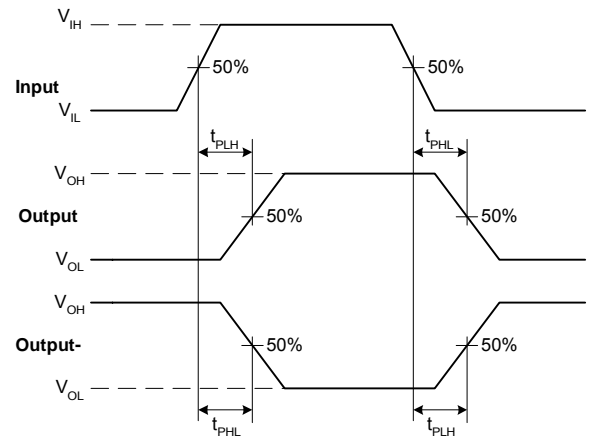 V_IH
50% 50%
Input
V_IL
t_PLH t_PHL
V_OH
Output 50% 50%
V_OL
V_OH
Output- 50% 50%
V_OL
t_PHL t_PLH